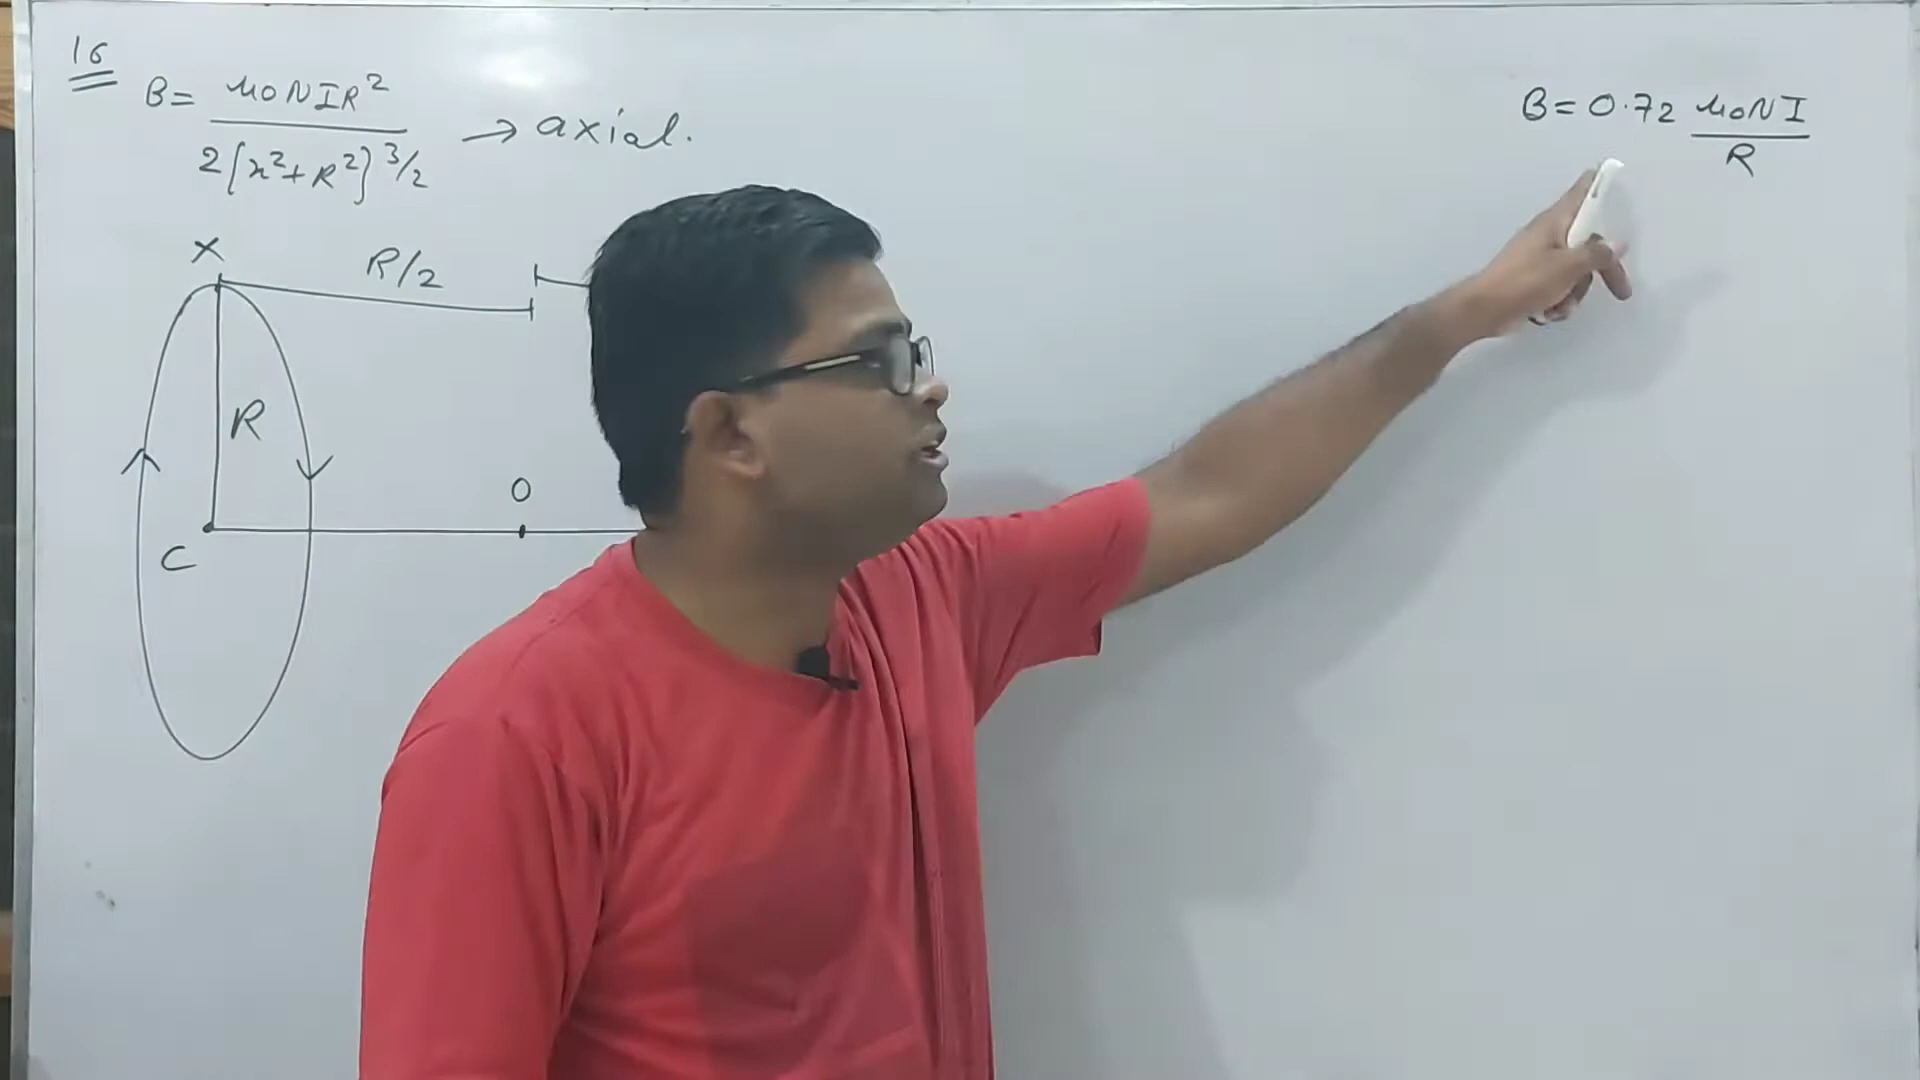 16
B = μ0NIR² / 2(x²+R²)^3/2 → axial.
B = 0.72 μ0NI / R
X
R/2
R
O
C